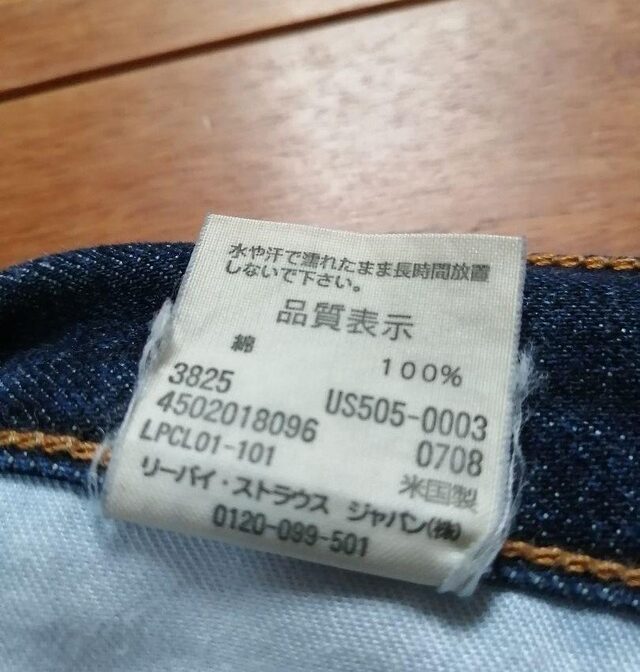 水や汗で濡れたまま長時間放置
しないで下さい。
品質表示
綿 100%
3825 US505-0003
4502018096 0708
LPCL01-101 米国製
リーバイ・ストラウス ジャパン(株)
0120-099-501